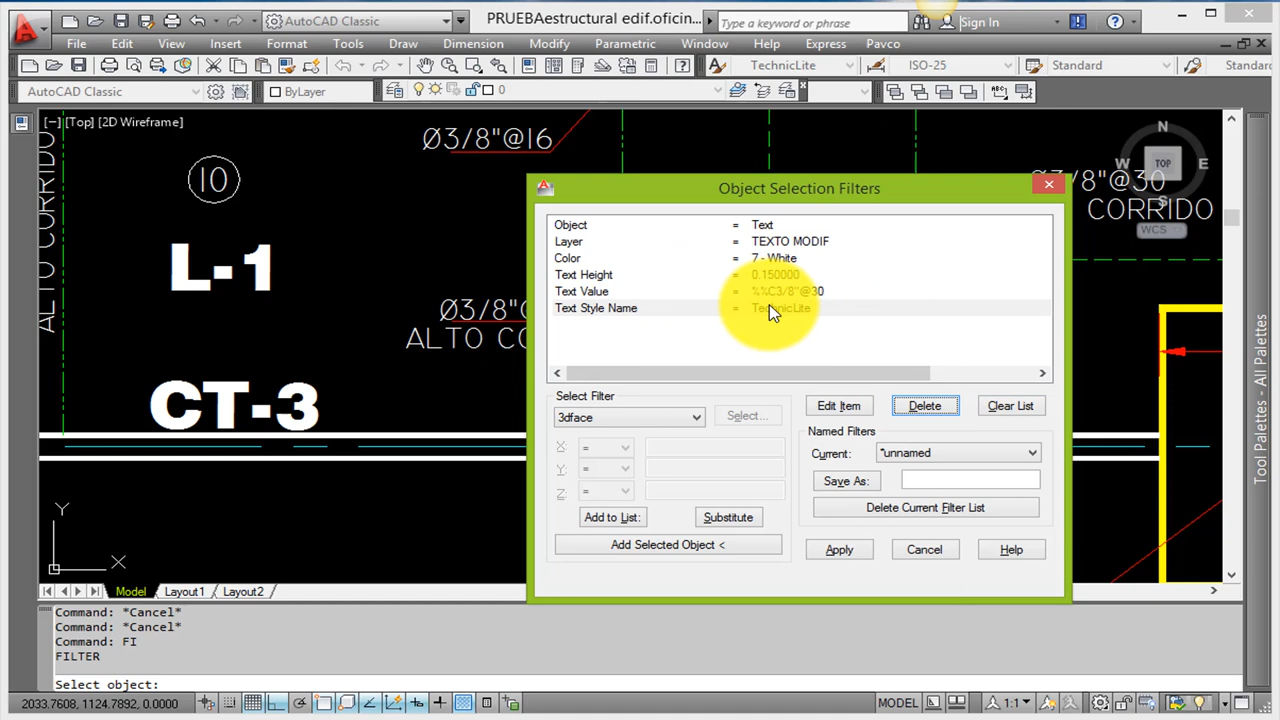 AutoCAD Classic
PRUEBAestructural edif.oficin...
Type a keyword or phrase
Sign In
File Edit View Insert Format Tools Draw Dimension Modify Parametric Window Help Express Pavco
TechnicLite ISO-25 Standard Standar
AutoCAD Classic ByLayer 0
[−] [Top] [2D Wireframe]
N
W TOP E
S
WCS
ALTO CORRIDO
10
Ø3/8"@16
/8"@30
CORRIDO
L-1
Ø3/8"
ALTO CO
CT-3
Y
X
Object Selection Filters
Object = Text
Layer = TEXTO MODIF
Color = 7 - White
Text Height = 0.150000
Text Value = %%C3/8"@30
Text Style Name = TechnicLite
Select Filter
3dface Select...
X: =
Y: =
Z: =
Add to List: Substitute
Add Selected Object <
Edit Item Delete Clear List
Named Filters
Current: *unnamed
Save As:
Delete Current Filter List
Apply Cancel Help
Tool Palettes - All Palettes
Model Layout1 Layout2
Command: *Cancel*
Command: *Cancel*
Command: FI
FILTER
Select object:
2033.7608, 1124.7892, 0.0000
MODEL 1:1